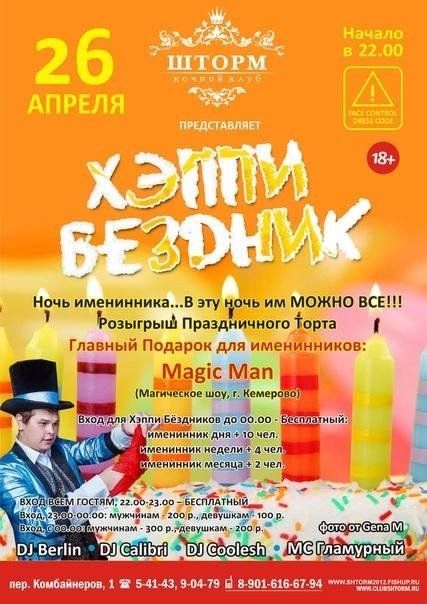 26
АПРЕЛЯ
ШТОРМ
НОЧНОЙ КЛУБ
ПРЕДСТАВЛЯЕТ
Начало
в 22.00
FACE CONTROL
DRESS CODE
18+
ХЭППИ
БЕЗДНИК
Ночь именинника...В эту ночь им МОЖНО ВСЕ!!!
Розыгрыш Праздничного Торта
Главный Подарок для именинников:
Magic Man
(Магическое шоу, г. Кемерово)
Вход для Хэппи Бёздников до 00.00 - Бесплатный:
именинник дня + 10 чел.
именинник недели + 4 чел.
именинник месяца + 2 чел.
ВХОД ВСЕМ ГОСТЯМ, 22.00-23.00 – БЕСПЛАТНЫЙ
Вход, 23.00-00.00: мужчинам - 200 р., девушкам - 100 р.
Вход, с 00.00: мужчинам - 300 р., девушкам - 200 р.
фото от Gena M
DJ Berlin • DJ Calibri • DJ Coolesh • МС Гламурный
пер. Комбайнеров, 1 ☎ 5-41-43, 9-04-79 8-901-616-67-94
WWW.SHTORM2012.FISHUP.RU
WWW.CLUBSHTORM.RU